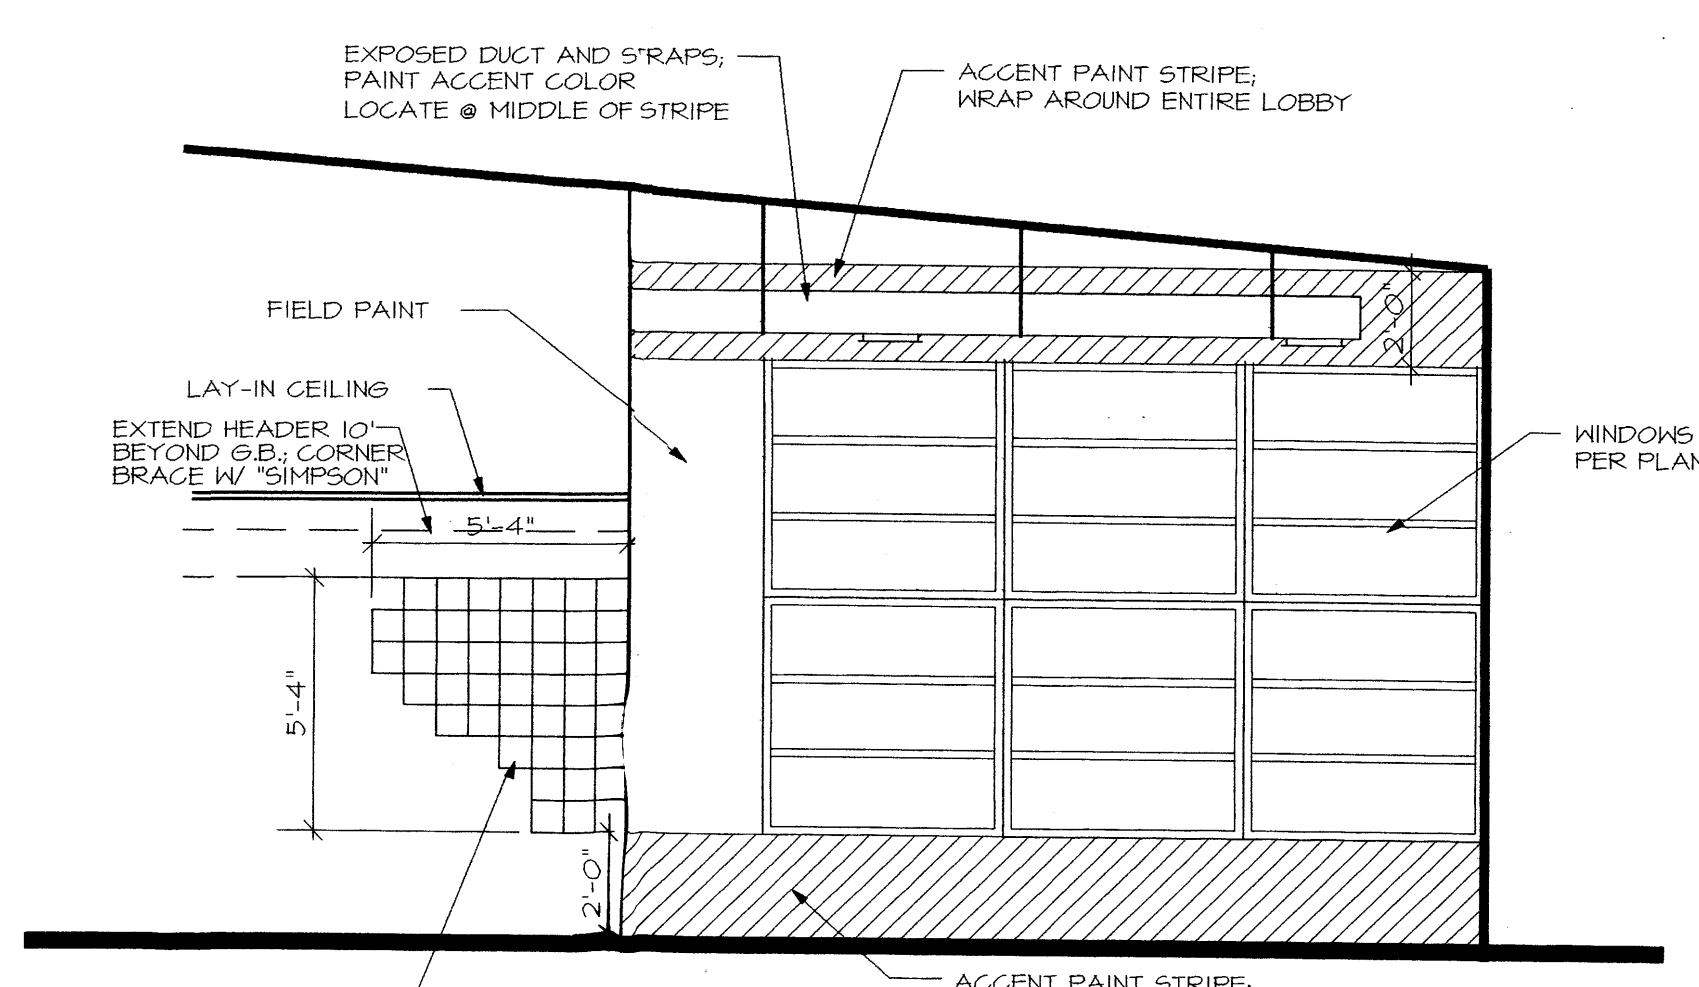 EXPOSED DUCT AND STRAPS;
PAINT ACCENT COLOR
LOCATE @ MIDDLE OF STRIPE
ACCENT PAINT STRIPE;
WRAP AROUND ENTIRE LOBBY
FIELD PAINT
2'-0"
LAY-IN CEILING
EXTEND HEADER 10'
BEYOND G.B.; CORNER
BRACE W/ "SIMPSON"
WINDOWS
PER PLAN
5'-4"
5'-4"
2'-0"
ACCENT PAINT STRIPE;